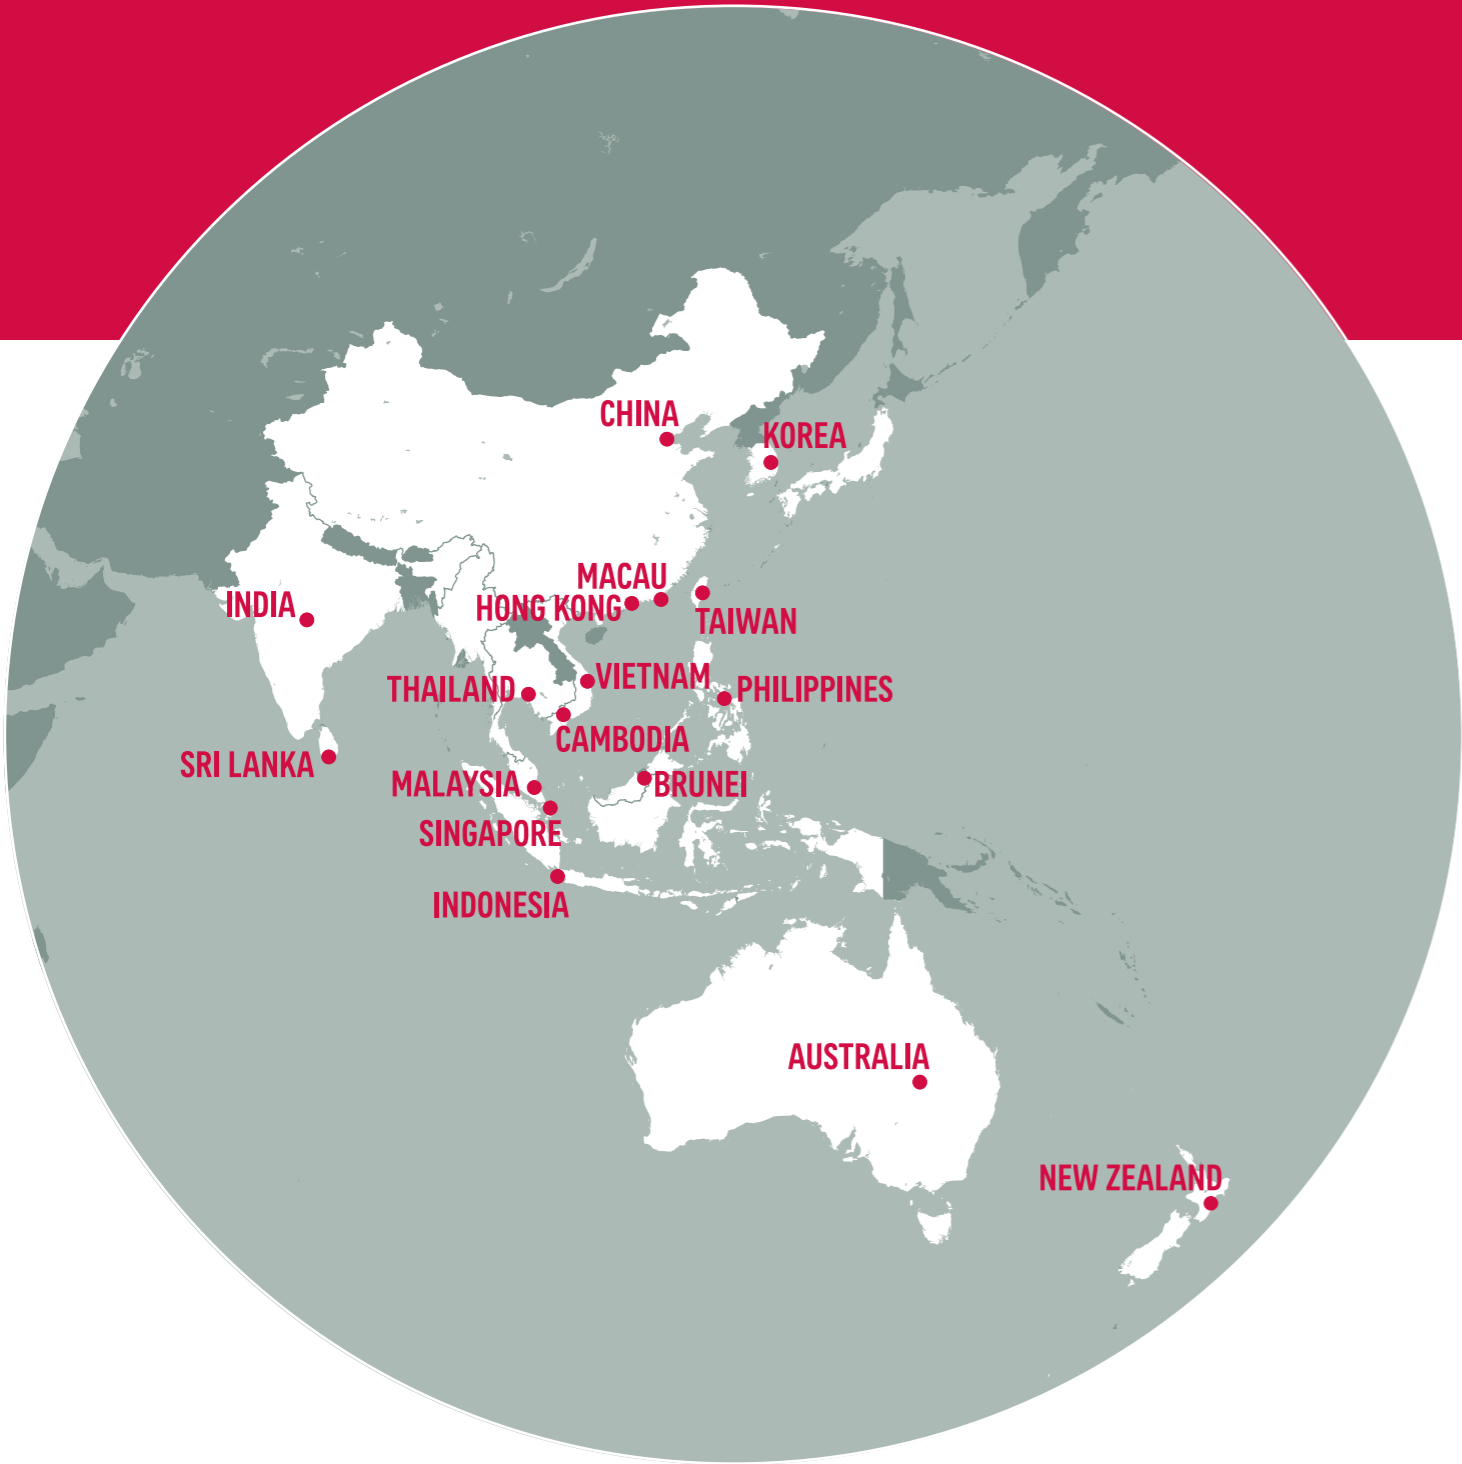 CHINA
KOREA
MACAU
INDIA
HONG KONG
TAIWAN
VIETNAM
THAILAND
PHILIPPINES
CAMBODIA
SRI LANKA
MALAYSIA
BRUNEI
SINGAPORE
INDONESIA
AUSTRALIA
NEW ZEALAND